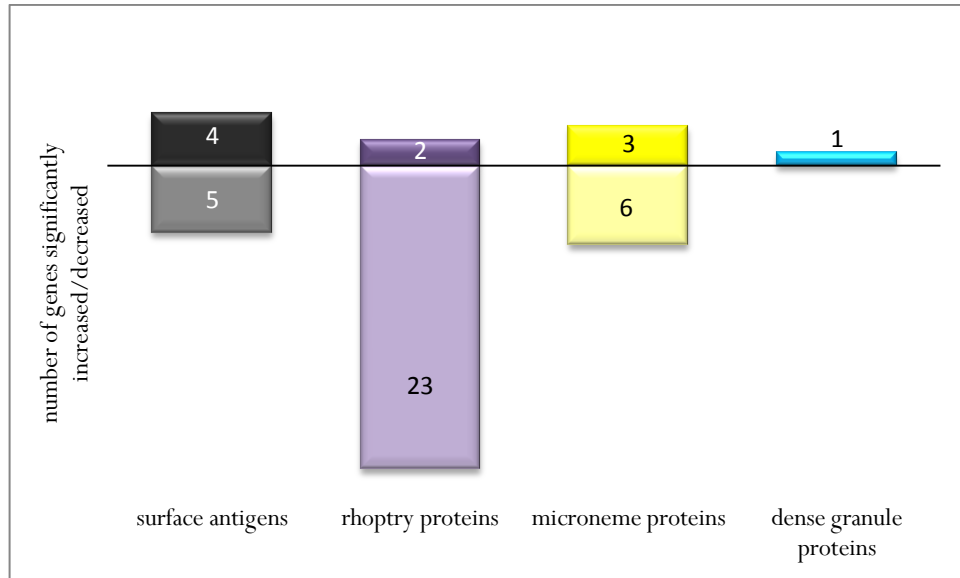 number of genes significantly
increased/decreased
4
2
3
1
5
6
23
surface antigens
rhoptry proteins
microneme proteins
dense granule
proteins